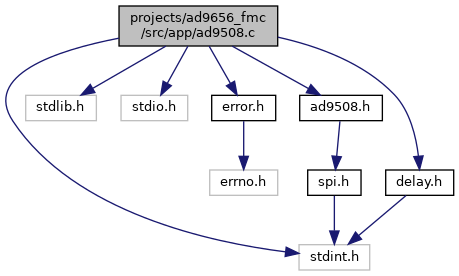 projects/ad9656_fmc
/src/app/ad9508.c
stdlib.h
stdio.h
error.h
ad9508.h
errno.h
spi.h
delay.h
stdint.h